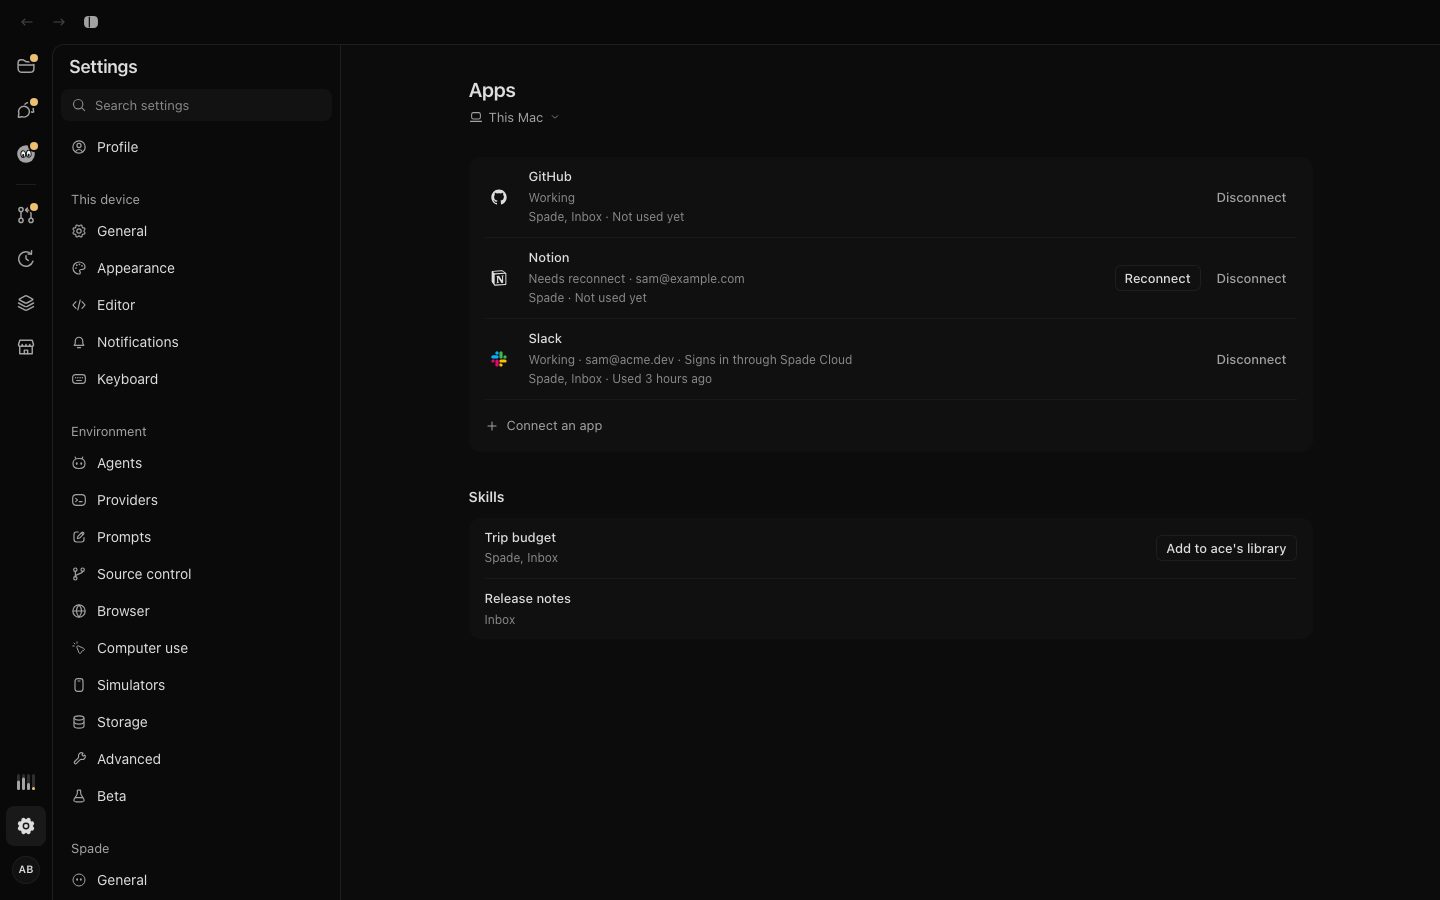 Settings
Search settings
Profile
This device
General
Appearance
Editor
Notifications
Keyboard
Environment
Agents
Providers
Prompts
Source control
Browser
Computer use
Simulators
Storage
Advanced
Beta
Spade
General
AB
Apps
This Mac
GitHub
Working
Spade, Inbox · Not used yet
Disconnect
Notion
Needs reconnect · sam@example.com
Spade · Not used yet
Reconnect
Disconnect
Slack
Working · sam@acme.dev · Signs in through Spade Cloud
Spade, Inbox · Used 3 hours ago
Disconnect
Connect an app
Skills
Trip budget
Spade, Inbox
Add to ace's library
Release notes
Inbox